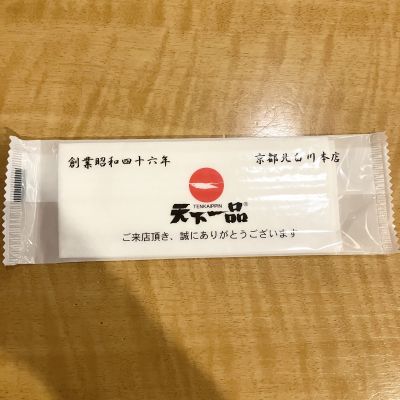 創業昭和四十六年
京都北白川本店
TENKAIPPIN
天下一品®
ご来店頂き、誠にありがとうございます